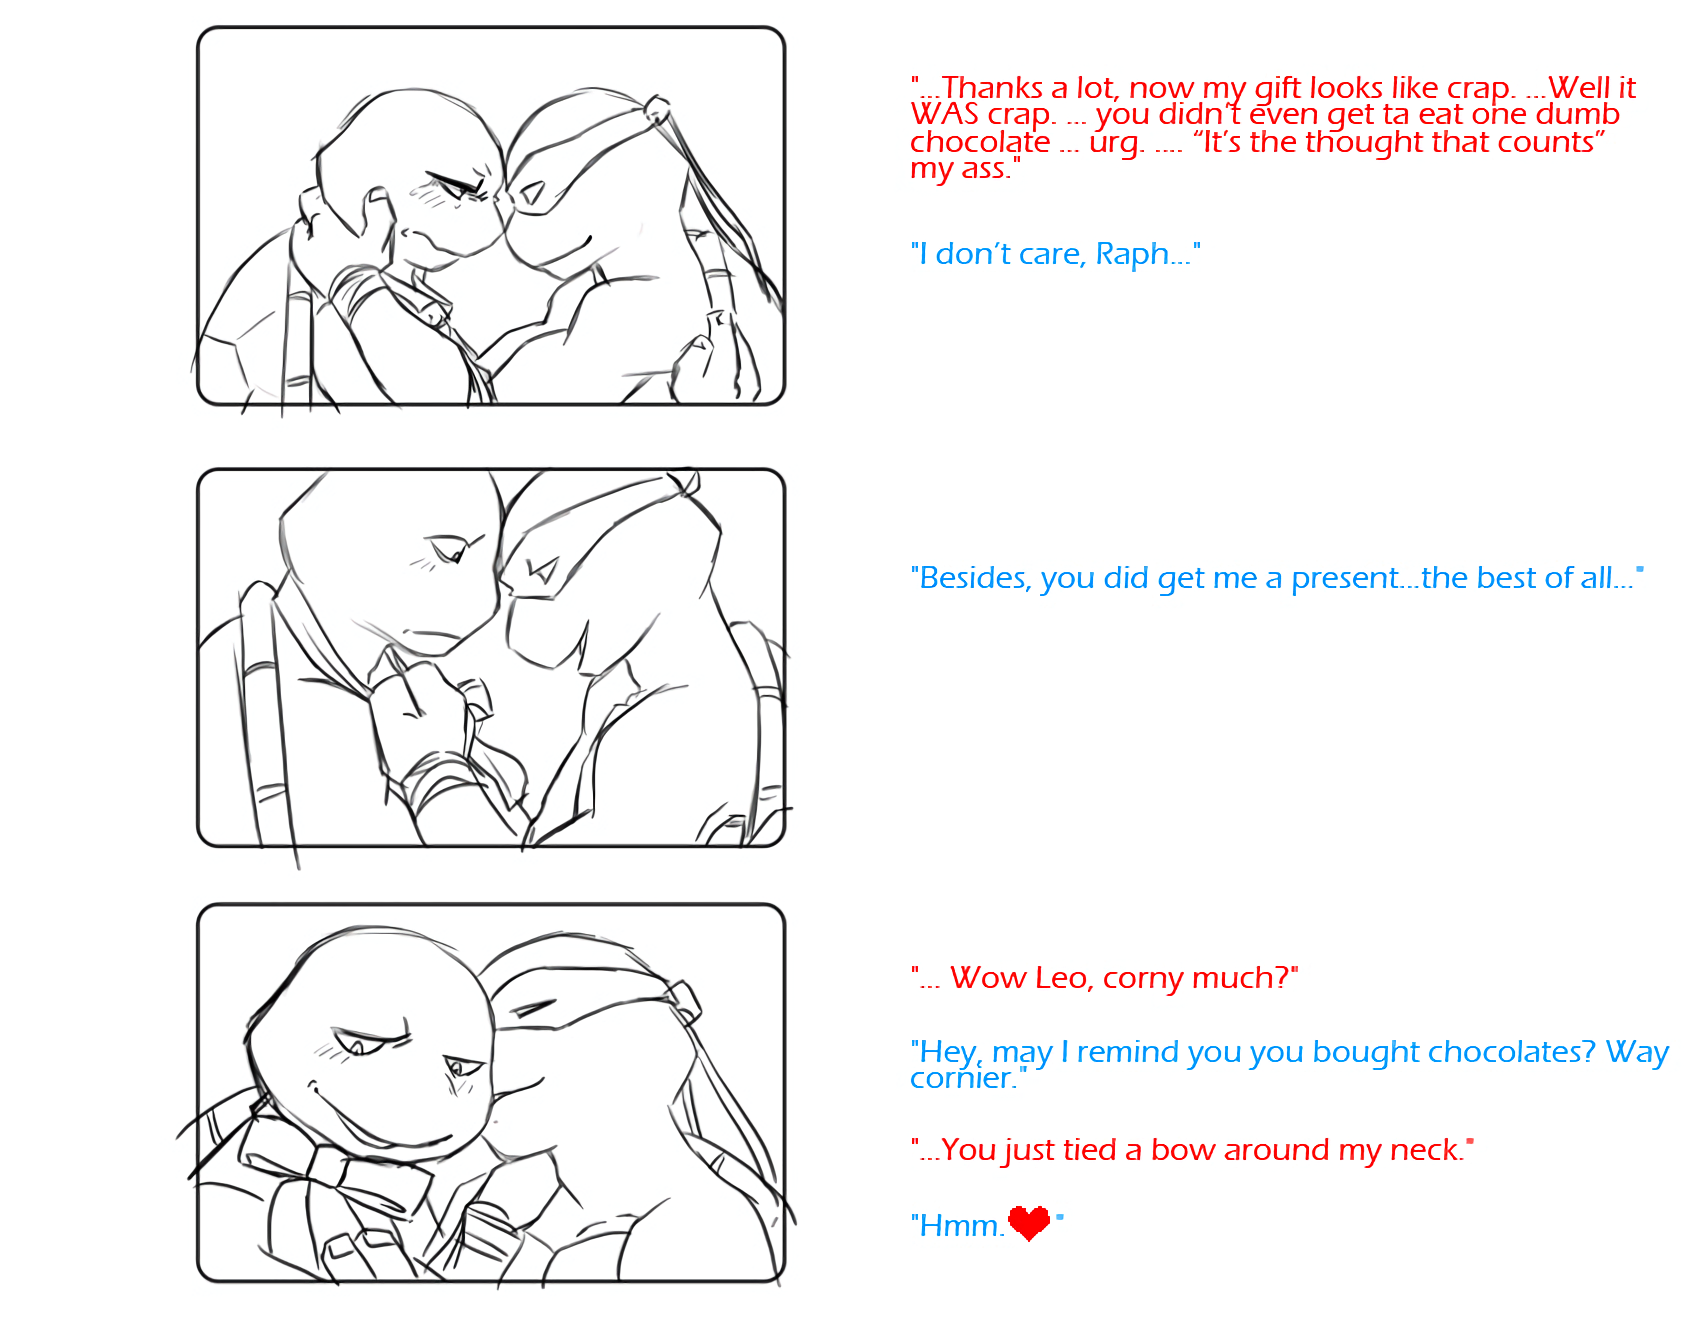 "...Thanks a lot, now my gift looks like crap. ...Well it
WAS crap. ... you didn't even get ta eat one dumb
chocolate ... urg. .... “It’s the thought that counts”
my ass."
"I don’t care, Raph..."
"Besides, you did get me a present...the best of all..."
"... Wow Leo, corny much?"
"Hey, may I remind you you bought chocolates? Way
cornier."
"...You just tied a bow around my neck."
"Hmm.♥"